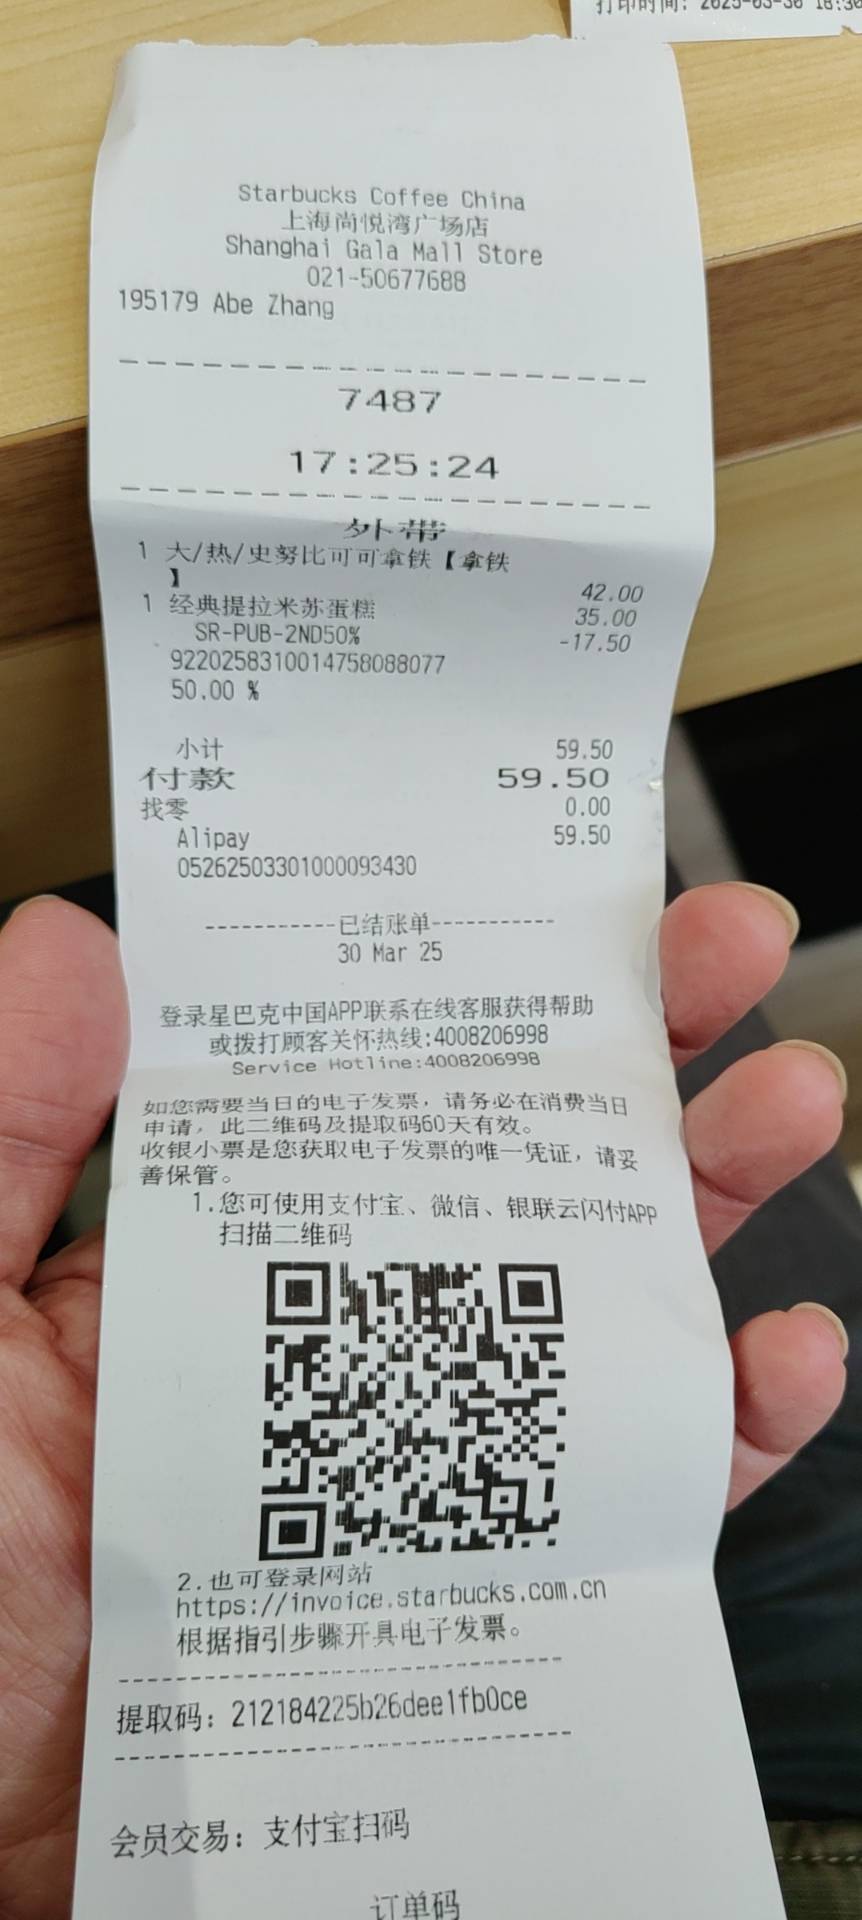 打印时间: 2025-03-30 18:30
Starbucks Coffee China
上海尚悦湾广场店
Shanghai Gala Mall Store
021-50677688
195179 Abe Zhang
7487
17:25:24
外带
1 大/热/史努比可可拿铁【拿铁
】 42.00
1 经典提拉米苏蛋糕 35.00
SR-PUB-2ND50% -17.50
9220258310014758088077
50.00 %
小计 59.50
付款 59.50
找零 0.00
Alipay 59.50
05262503301000093430
-----------已结账单-----------
30 Mar 25
登录星巴克中国APP联系在线客服获得帮助
或拨打顾客关怀热线:4008206998
Service Hotline:4008206998
如您需要当日的电子发票，请务必在消费当日
申请，此二维码及提取码60天有效。
收银小票是您获取电子发票的唯一凭证，请妥
善保管。
1.您可使用支付宝、微信、银联云闪付APP
扫描二维码
2.也可登录网站
https://invoice.starbucks.com.cn
根据指引步骤开具电子发票。
提取码：212184225b26dee1fb0ce
会员交易：支付宝扫码
订单码